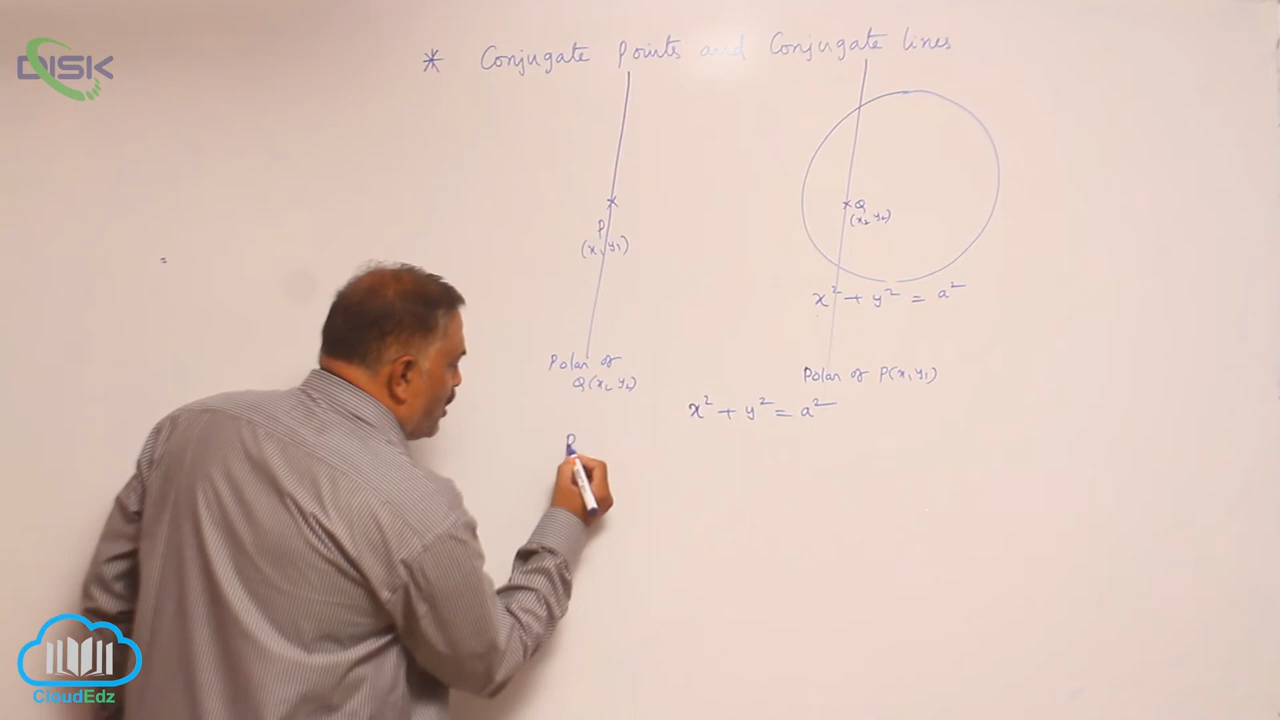 DISK
* Conjugate Points and Conjugate lines
P
(x₁ y₁)
Q
(x₂ y₂)
x² + y² = a²
Polar of
Q(x₂ y₂)
Polar of P(x₁ y₁)
x² + y² = a²
P
CloudEdz